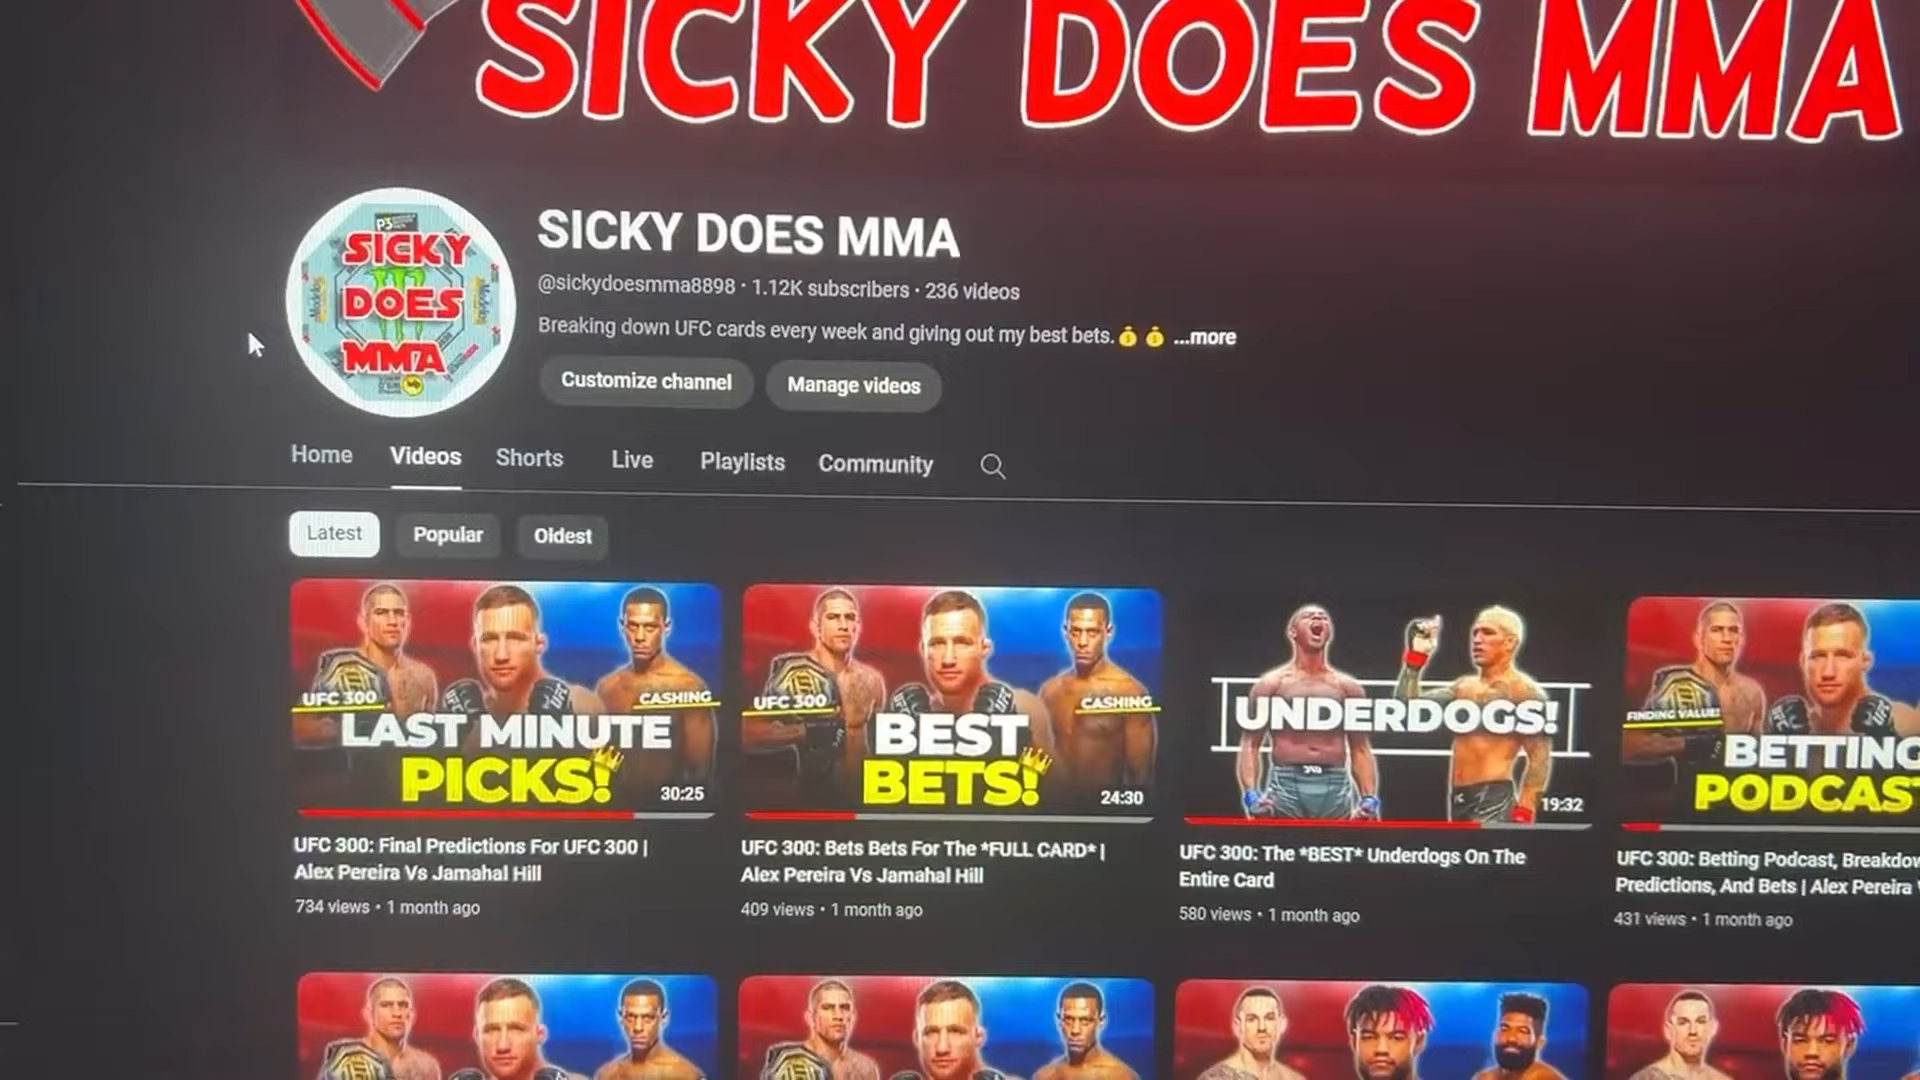 SICKY DOES MMA
SICKY
DOES
MMA
SICKY DOES MMA
@sickydoesmma8898 · 1.12K subscribers · 236 videos
Breaking down UFC cards every week and giving out my best bets.💰 💰 ...more
Customize channel
Manage videos
Home
Videos
Shorts
Live
Playlists
Community
Latest
Popular
Oldest
UFC 300
CASHING
LAST MINUTE
PICKS!
30:25
UFC 300
CASHING
BEST
BETS!
24:30
UNDERDOGS!
19:32
FINDING VALUE!
BETTING
PODCAST
UFC 300: Final Predictions For UFC 300 |
Alex Pereira Vs Jamahal Hill
734 views • 1 month ago
UFC 300: Bets Bets For The *FULL CARD* |
Alex Pereira Vs Jamahal Hill
409 views • 1 month ago
UFC 300: The *BEST* Underdogs On The
Entire Card
580 views • 1 month ago
UFC 300: Betting Podcast, Breakdow
Predictions, And Bets | Alex Pereira
431 views • 1 month ago